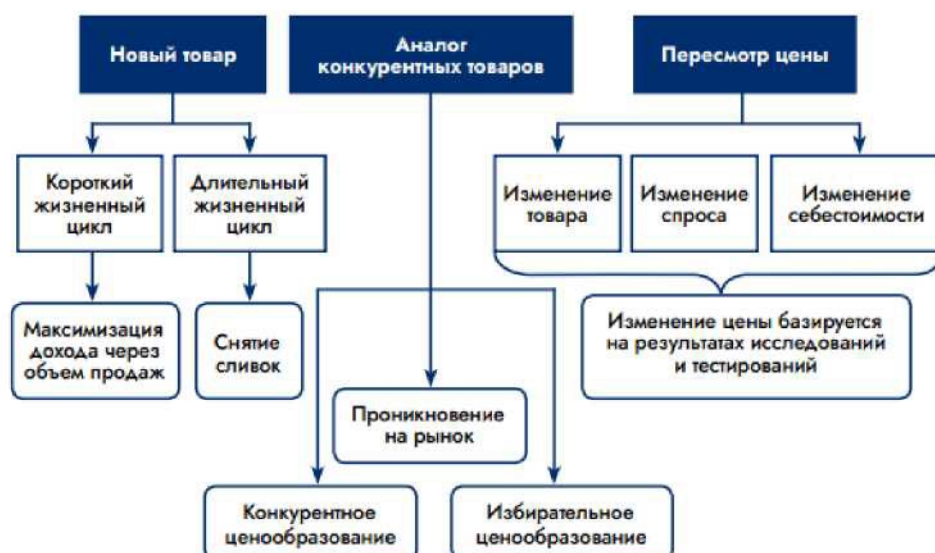 Новый товар
Аналог
конкурентных товаров
Пересмотр цены
Короткий
жизненный
цикл
Длительный
жизненный
цикл
Изменение
товара
Изменение
спроса
Изменение
себестоимости
Максимизация
дохода через
объем продаж
Снятие
сливок
Изменение цены базируется
на результатах исследований
и тестирований
Проникновение
на рынок
Конкурентное
ценообразование
Избирательное
ценообразование